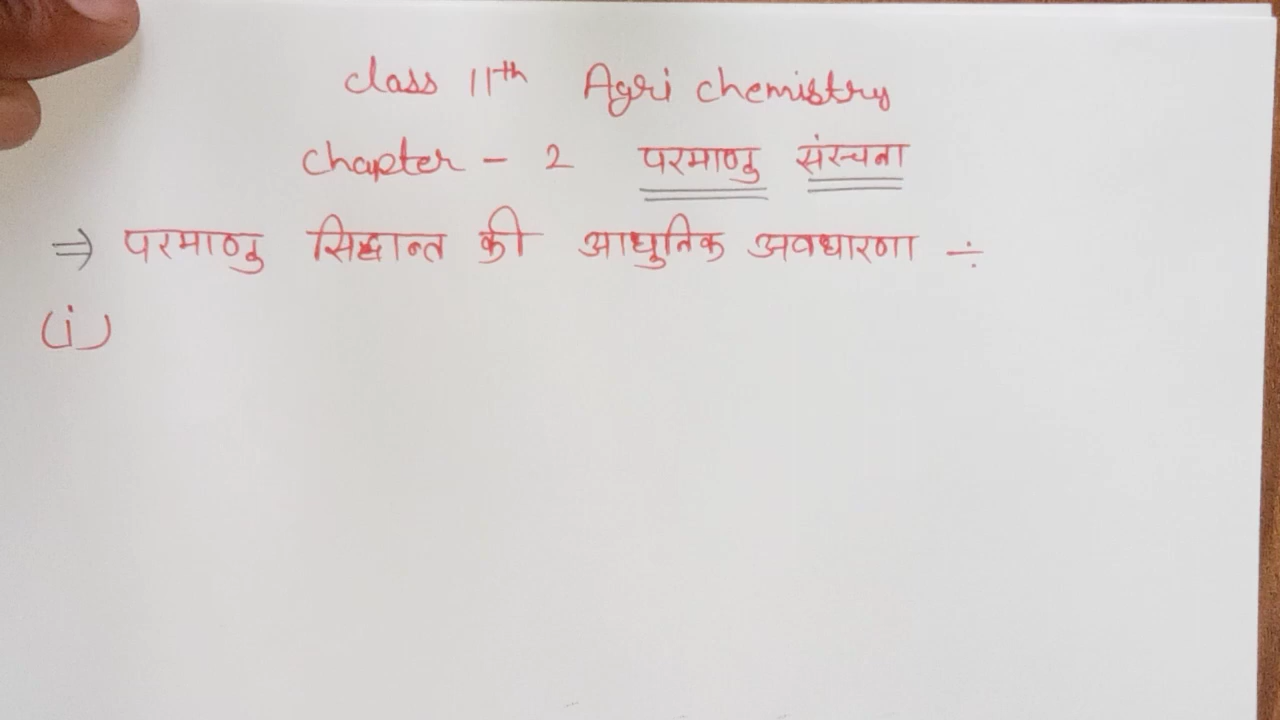 class 11th Agri chemistry
Chapter - 2 परमाणु संरचना
⇒ परमाणु सिद्धान्त की आधुनिक अवधारणा ÷
(i)